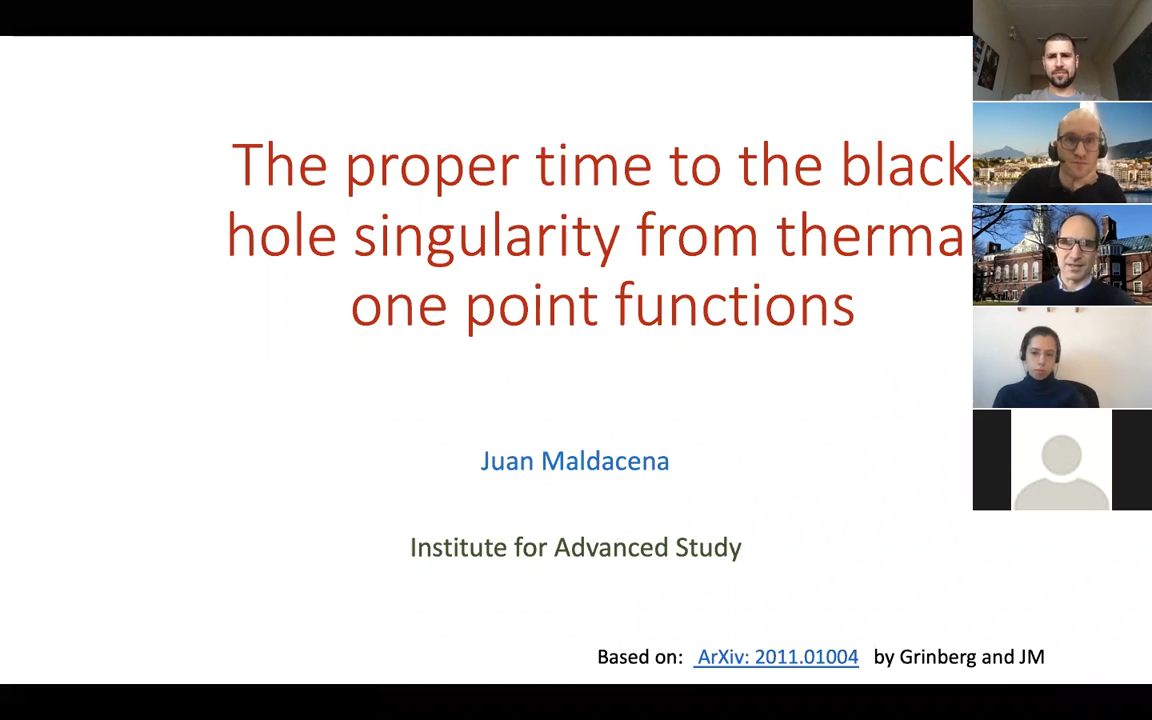 The proper time to the black
hole singularity from therma
one point functions
Juan Maldacena
Institute for Advanced Study
Based on: ArXiv: 2011.01004 by Grinberg and JM